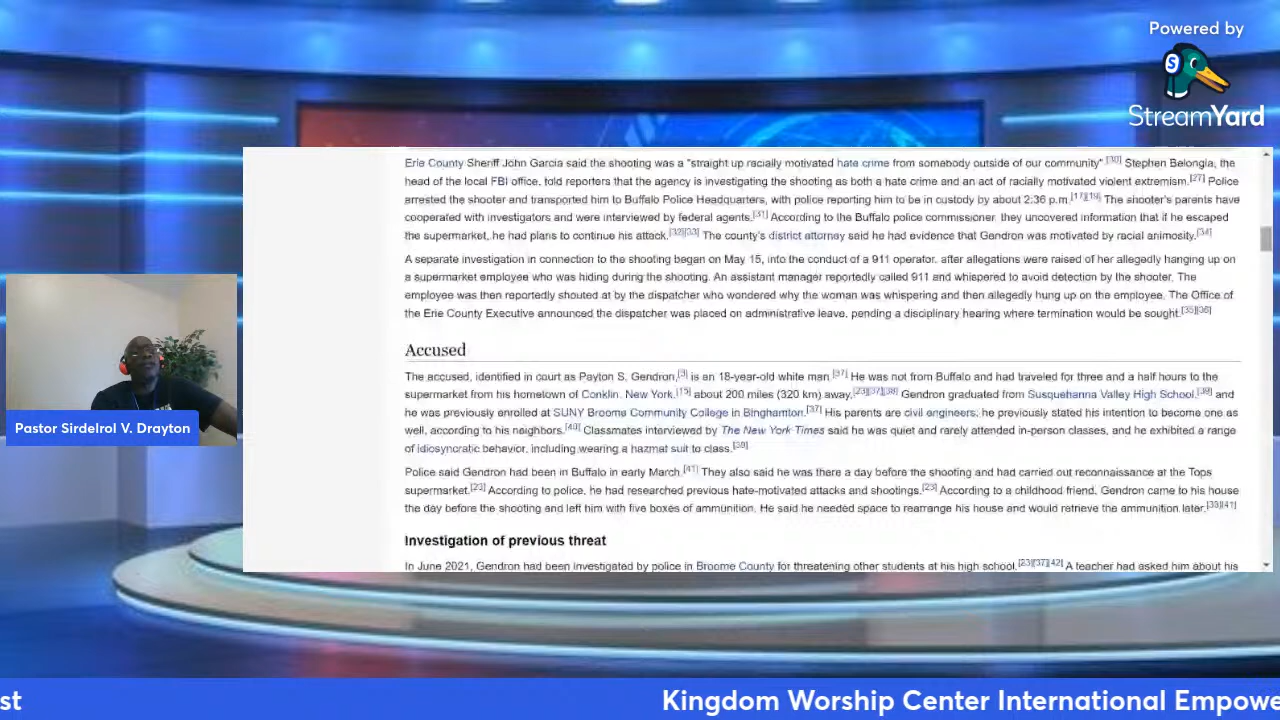 Powered by
StreamYard
Erie County Sheriff John Garcia said the shooting was a "straight up racially motivated hate crime from somebody outside of our community" [30] Stephen Belongia, the
head of the local FBI office, told reporters that the agency is investigating the shooting as both a hate crime and an act of racially motivated violent extremism.[27] Police
arrested the shooter and transported him to Buffalo Police Headquarters, with police reporting him to be in custody by about 2:36 p.m.[17][19] The shooter's parents have
cooperated with investigators and were interviewed by federal agents.[31] According to the Buffalo police commissioner, they uncovered information that if he escaped
the supermarket, he had plans to continue his attack.[32][33] The county's district attorney said he had evidence that Gendron was motivated by racial animosity.[34]
A separate investigation in connection to the shooting began on May 15, into the conduct of a 911 operator, after allegations were raised of her allegedly hanging up on
a supermarket employee who was hiding during the shooting. An assistant manager reportedly called 911 and whispered to avoid detection by the shooter. The
employee was then reportedly shouted at by the dispatcher who wondered why the woman was whispering and then allegedly hung up on the employee. The Office of
the Erie County Executive announced the dispatcher was placed on administrative leave, pending a disciplinary hearing where termination would be sought.[35][36]
Accused
The accused, identified in court as Payton S. Gendron,[3] is an 18-year-old white man.[37] He was not from Buffalo and had traveled for three and a half hours to the
supermarket from his hometown of Conklin, New York,[15] about 200 miles (320 km) away.[23][37][38] Gendron graduated from Susquehanna Valley High School,[39] and
he was previously enrolled at SUNY Broome Community College in Binghamton.[37] His parents are civil engineers; he previously stated his intention to become one as
well, according to his neighbors.[40] Classmates interviewed by The New York Times said he was quiet and rarely attended in-person classes, and he exhibited a range
of idiosyncratic behavior, including wearing a hazmat suit to class.[39]
Police said Gendron had been in Buffalo in early March.[41] They also said he was there a day before the shooting and had carried out reconnaissance at the Tops
supermarket.[23] According to police, he had researched previous hate-motivated attacks and shootings.[23] According to a childhood friend, Gendron came to his house
the day before the shooting and left him with five boxes of ammunition. He said he needed space to rearrange his house and would retrieve the ammunition later.[39][41]
Investigation of previous threat
In June 2021, Gendron had been investigated by police in Broome County for threatening other students at his high school.[23][37][42] A teacher had asked him about his
Pastor Sirdelrol V. Drayton
st
Kingdom Worship Center International Empowe